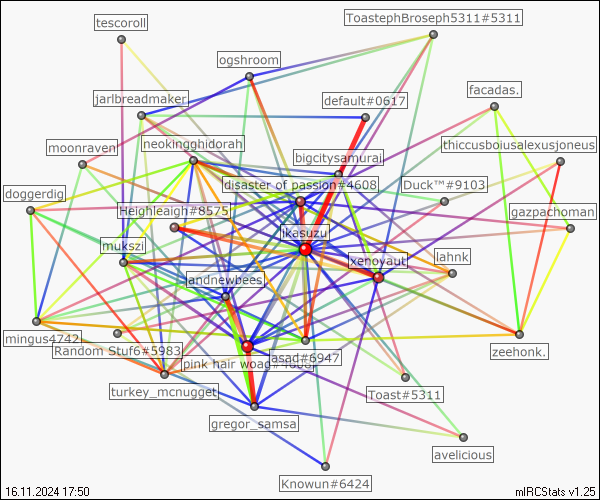 tescoroll
ToastephBroseph5311#5311
ogshroom
jarlbreadmaker
default#0617
facadas.
moonraven
neokingghidorah
bigcitysamurai
thiccusboiusalexusjoneus
doggerdig
disaster of passion#4608
Duck™#9103
Heighleaigh#8575
gazpachoman
mukszi
ikasuzu
xenoyaut
lahnk
landnewbees
mingus4742
Random Stuf6#5983
pink hair woag#4608
asad#6947
zeehonk.
turkey_mcnugget
Toast#5311
gregor_samsa
avelicious
Knowun#6424
16.11.2024 17:50
mIRCStats v1.25